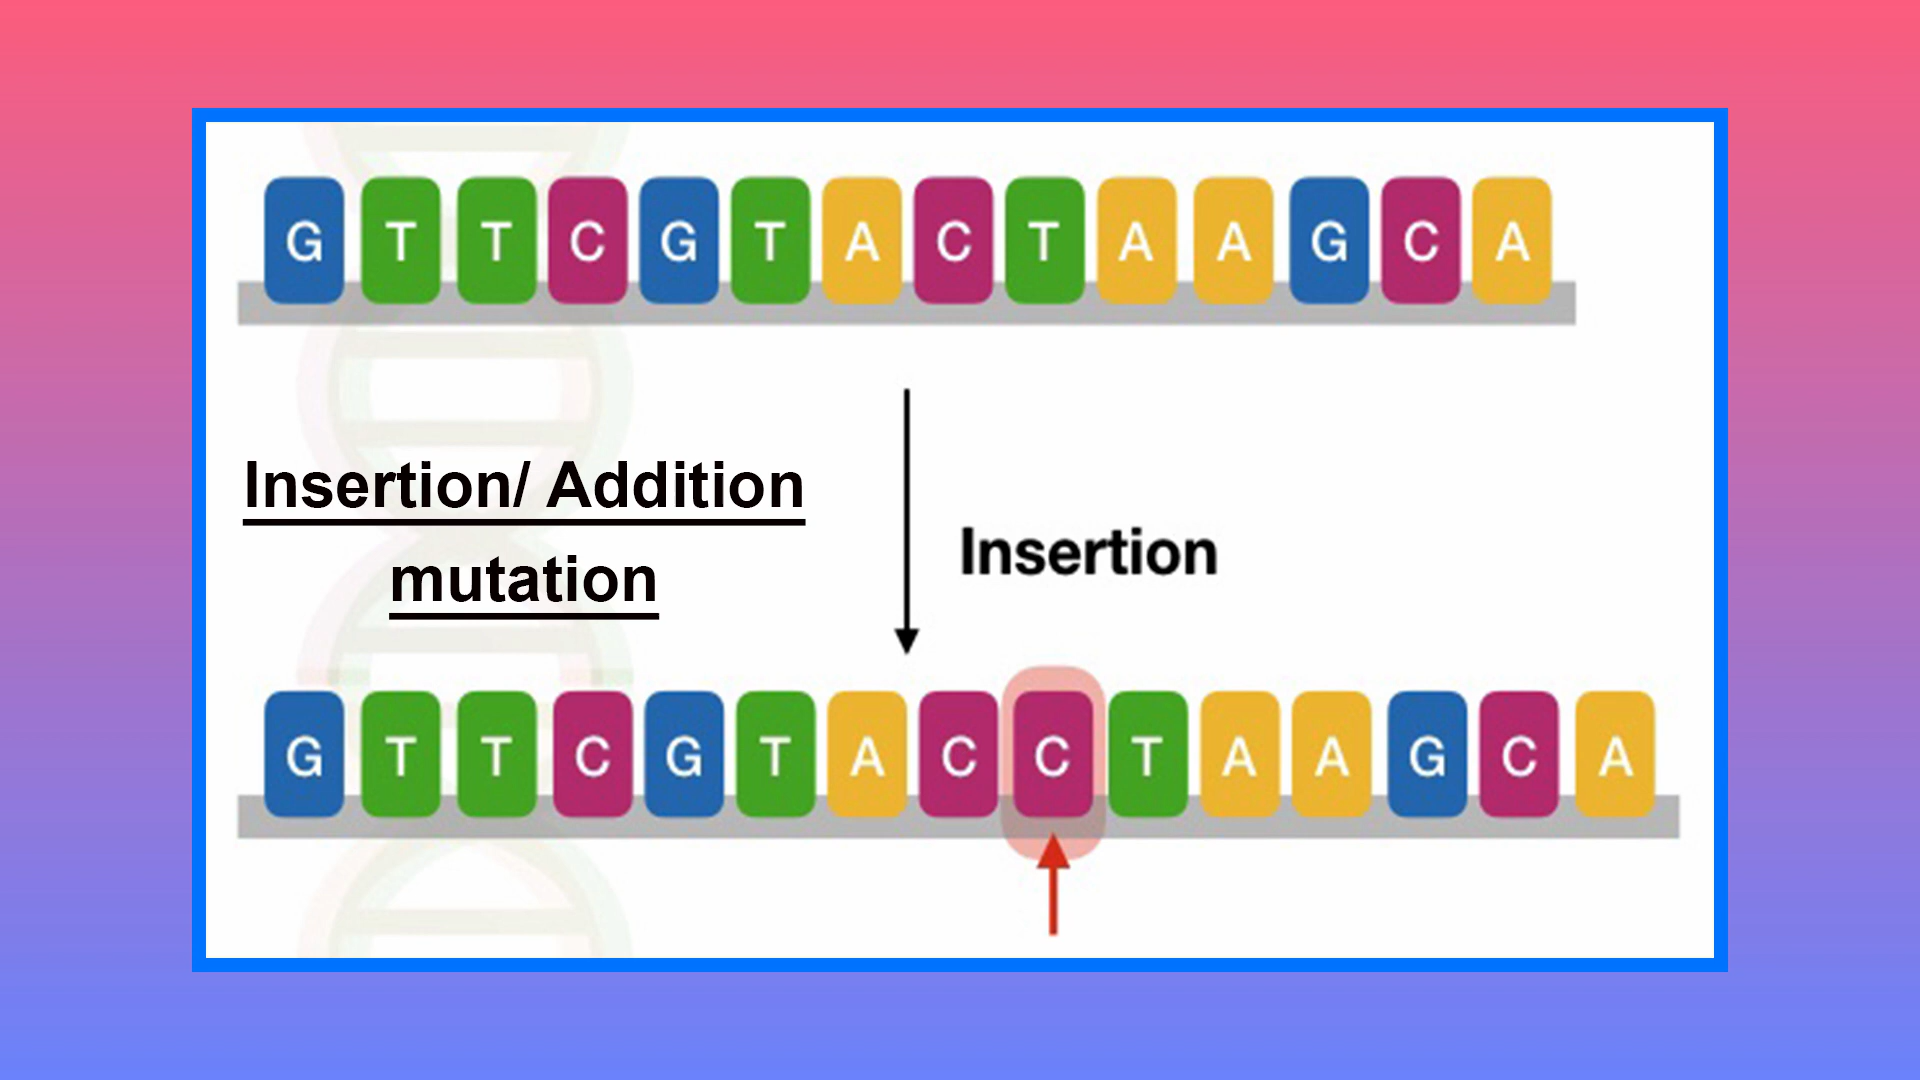 G T T C G T A C T A A G C A
Insertion/ Addition
mutation
Insertion
G T T C G T A C C T A A G C A